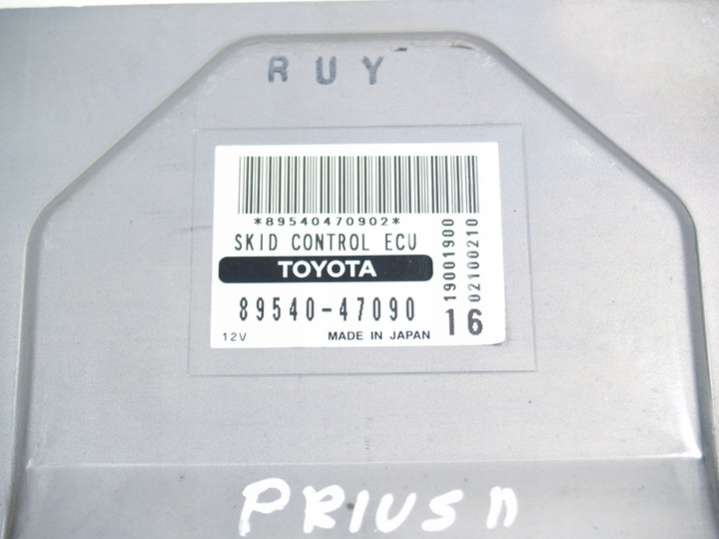 RUY
*89540470902*
SKID CONTROL ECU
TOYOTA
89540-47090
12V MADE IN JAPAN
19001900
02100210
16
PRIUS II